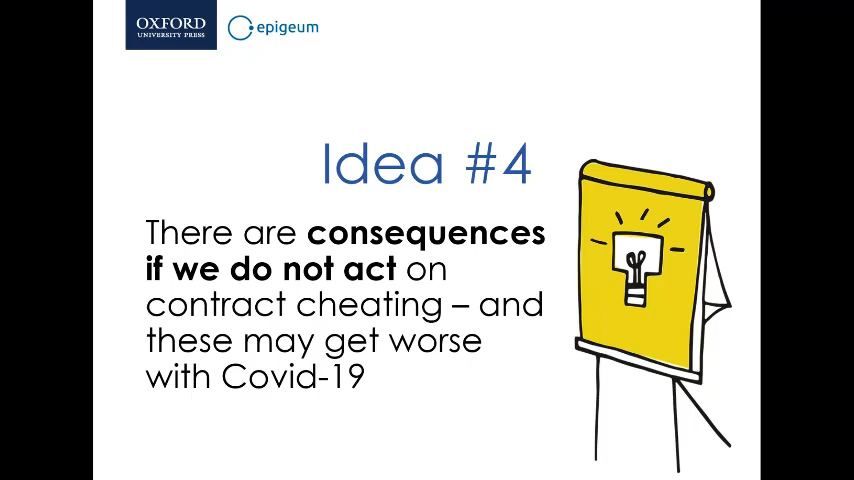 OXFORD
UNIVERSITY PRESS
epigeum
Idea #4
There are consequences
if we do not act on
contract cheating – and
these may get worse
with Covid-19